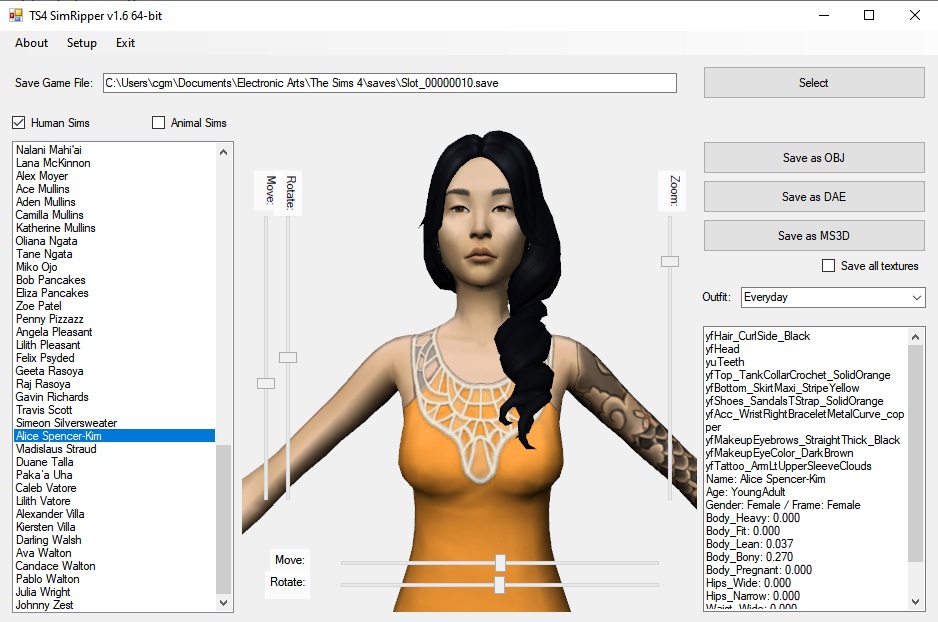 TS4 SimRipper v1.6 64-bit
About Setup Exit
Save Game File: C:\Users\cgm\Documents\Electronic Arts\The Sims 4\saves\Slot_00000010.save Select
Human Sims Animal Sims
Nalani Mahi'ai
Lana McKinnon
Alex Moyer
Ace Mullins
Aden Mullins
Camilla Mullins
Katherine Mullins
Oliana Ngata
Tane Ngata
Miko Ojo
Bob Pancakes
Eliza Pancakes
Zoe Patel
Penny Pizzazz
Angela Pleasant
Lilith Pleasant
Felix Psyded
Geeta Rasoya
Raj Rasoya
Gavin Richards
Travis Scott
Simeon Silversweater
Alice Spencer-Kim
Vladislaus Straud
Duane Talla
Paka'a Uha
Caleb Vatore
Lilith Vatore
Alexander Villa
Kiersten Villa
Darling Walsh
Ava Walton
Candace Walton
Pablo Walton
Julia Wright
Johnny Zest
Move:
Rotate:
Zoom:
Move:
Rotate:
Save as OBJ
Save as DAE
Save as MS3D
Save all textures
Outfit: Everyday
yfHair_CurlSide_Black
yfHead
yuTeeth
yfTop_TankCollarCrochet_SolidOrange
yfBottom_SkirtMaxi_StripeYellow
yfShoes_SandalsTStrap_SolidOrange
yfAcc_WristRightBraceletMetalCurve_cop
per
yfMakeupEyebrows_StraightThick_Black
yfMakeupEyeColor_DarkBrown
yfTattoo_ArmLtUpperSleeveClouds
Name: Alice Spencer-Kim
Age: YoungAdult
Gender: Female / Frame: Female
Body_Heavy: 0.000
Body_Fit: 0.000
Body_Lean: 0.037
Body_Bony: 0.270
Body_Pregnant: 0.000
Hips_Wide: 0.000
Hips_Narrow: 0.000
Waist_Wide: 0.000